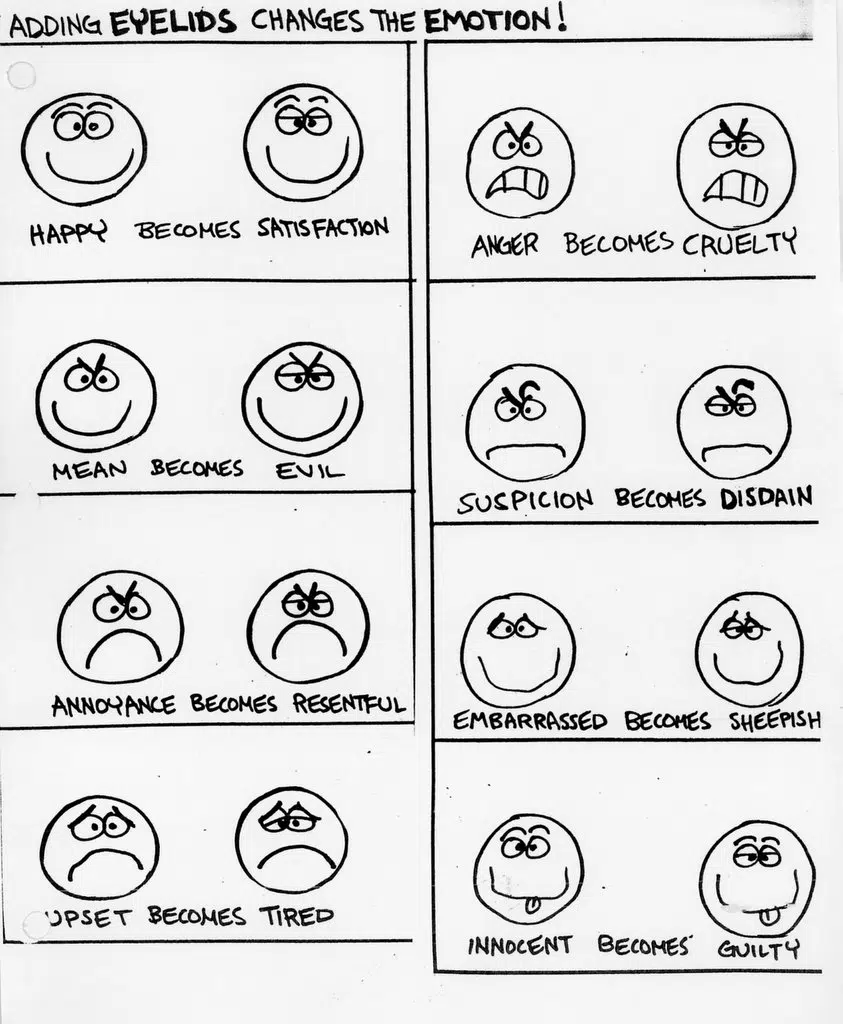 ADDING EYELIDS CHANGES THE EMOTION!
HAPPY BECOMES SATISFACTION
MEAN BECOMES EVIL
ANNOYANCE BECOMES RESENTFUL
UPSET BECOMES TIRED
ANGER BECOMES CRUELTY
SUSPICION BECOMES DISDAIN
EMBARRASSED BECOMES SHEEPISH
INNOCENT BECOMES GUILTY